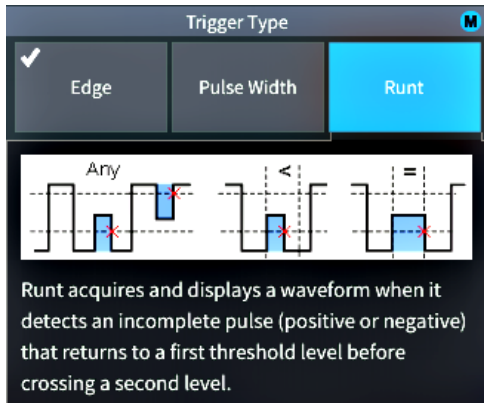 Trigger Type
M
Edge
Pulse Width
Runt
Any
<
=
Runt acquires and displays a waveform when it
detects an incomplete pulse (positive or negative)
that returns to a first threshold level before
crossing a second level.